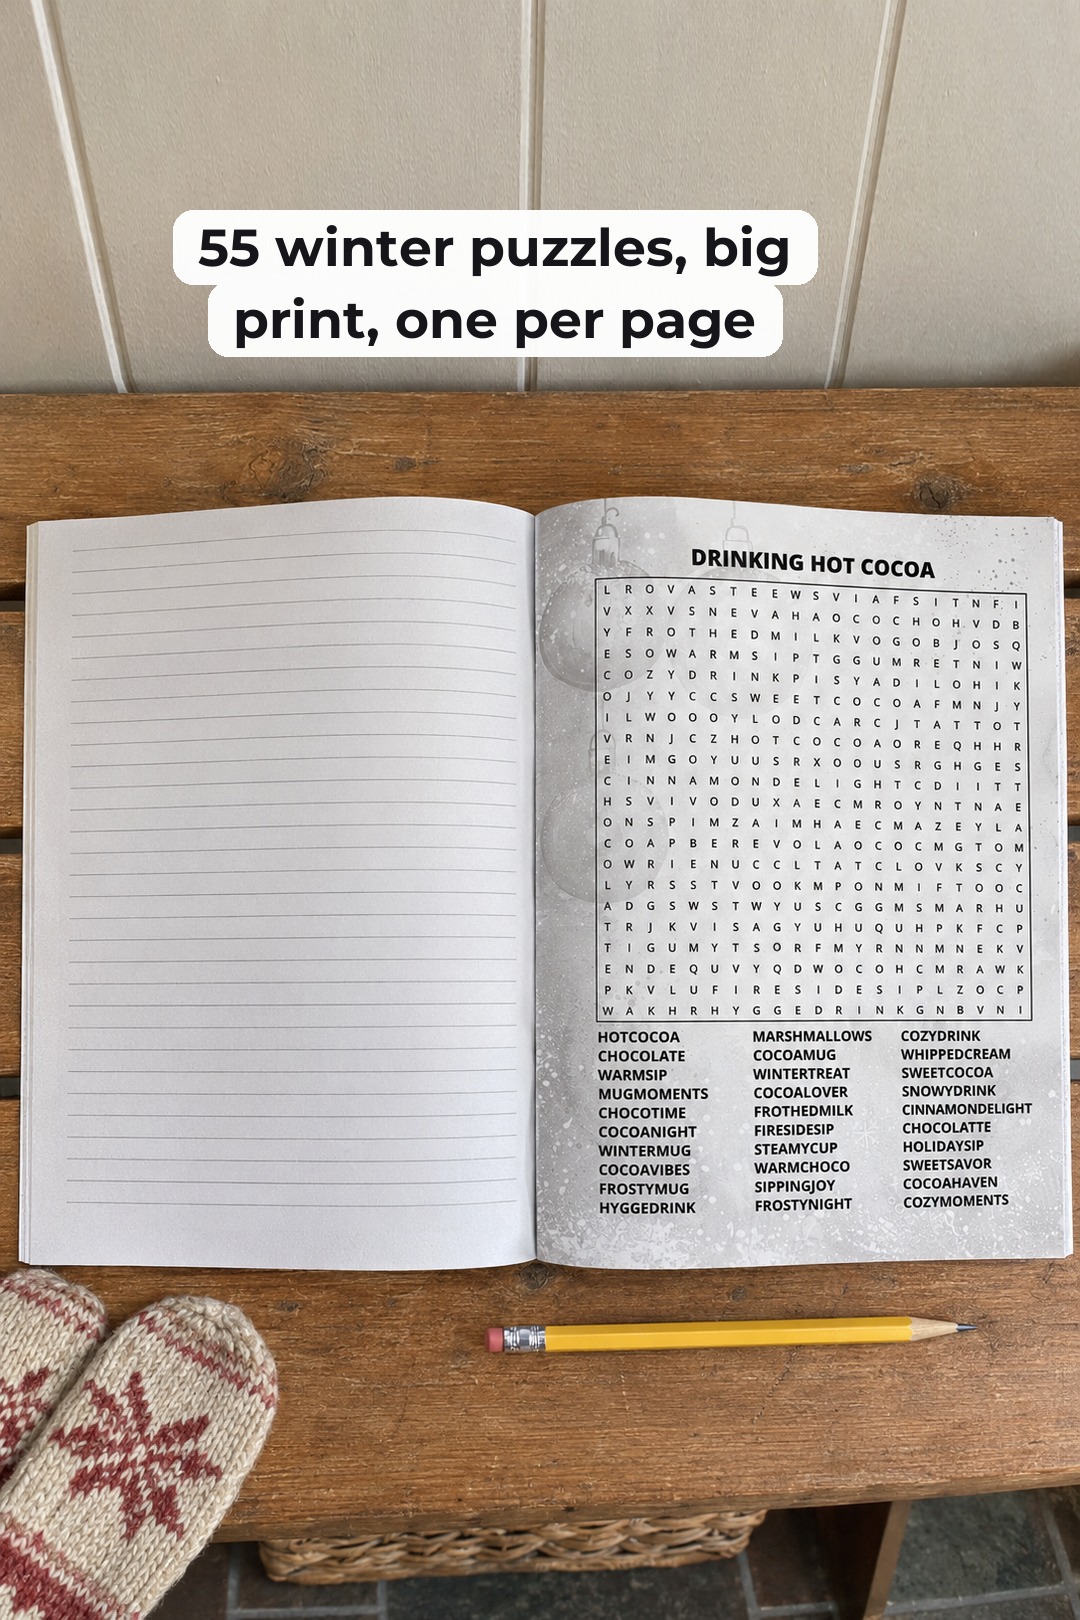 55 winter puzzles, big
print, one per page
DRINKING HOT COCOA
L R O V A S T E E W S V I A F S I T N F I
V X X V S N E V A H A O C O C H O H V D B
Y F R O T H E D M I L K V O G O B J O S Q
E S O W A R M S I P T G G U M R E T N I W
C O Z Y D R I N K P I S Y A D I L O H I K
O J Y Y C C S W E E T C O C O A F M N J Y
I L W O O O Y L O D C A R C J T A T T O T
V R N J C Z H O T C O C O A O R E Q H H R
E I M G O Y U U S R X O O U S R G H G E S
C I N N A M O N D E L I G H T C D I I T T
H S V I V O D U X A E C M R O Y N T N A E
O N S P I M Z A I M H A E C M A Z E Y L A
C O A P B E R E V O L A O C O C M G T O M
O W R I E N U C C L T A T C L O V K S C Y
L Y R S S T V O O K M P O N M I F T O O C
A D G S W S T W Y U S C G G M S M A R H U
T R J K V I S A G Y U H U Q U H P K F C P
T I G U M Y T S O R F M Y R N N M N E K V
E N D E Q U V Y Q D W O C O H C M R A W K
P K V L U F I R E S I D E S I P L Z O C P
W A K H R H Y G G E D R I N K G N B V N I
HOTCOCOA MARSHMALLOWS COZYDRINK
CHOCOLATE COCOAMUG WHIPPEDCREAM
WARMSIP WINTERTREAT SWEETCOCOA
MUGMOMENTS COCOALOVER SNOWYDRINK
CHOCOTIME FROTHEDMILK CINNAMONDELIGHT
COCOANIGHT FIRESIDESIP CHOCOLATTE
WINTERMUG STEAMYCUP HOLIDAYSIP
COCOAVIBES WARMCHOCO SWEETSAVOR
FROSTYMUG SIPPINGJOY COCOAHAVEN
HYGGEDRINK FROSTYNIGHT COZYMOMENTS